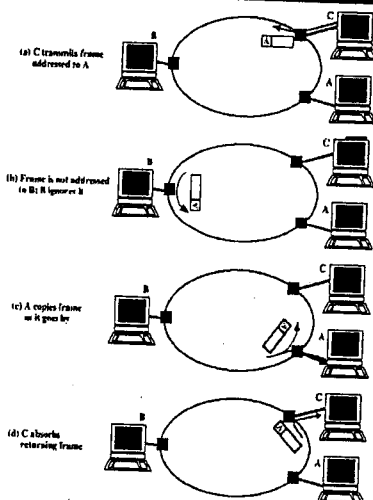 C
B
A
(a) C transmits frame
addressed to A
A
C
(b) Frame is not addressed
to B; B ignores it
B
A
A
C
(c) A copies frame
as it goes by
B
A
A
C
B
A
(d) C absorbs
returning frame
A